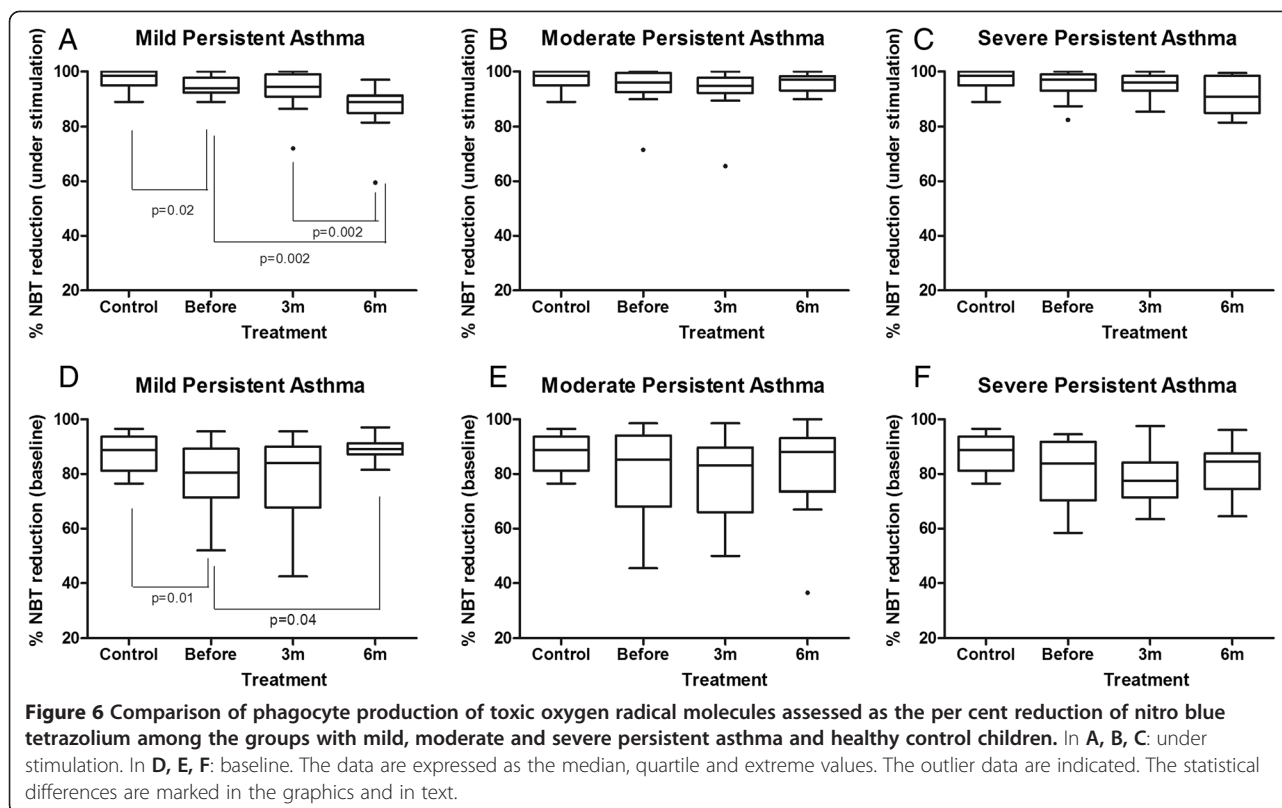 A Mild Persistent Asthma
% NBT reduction (under stimulation)
100
80
60
40
20
p=0.02
p=0.002
p=0.002
Control Before 3m 6m
Treatment
B Moderate Persistent Asthma
% NBT reduction (under stimulation)
100
80
60
40
20
Control Before 3m 6m
Treatment
C Severe Persistent Asthma
% NBT reduction (under stimulation)
100
80
60
40
20
Control Before 3m 6m
Treatment
D Mild Persistent Asthma
% NBT reduction (baseline)
100
80
60
40
20
p=0.01
p=0.04
Control Before 3m 6m
Treatment
E Moderate Persistent Asthma
% NBT reduction (baseline)
100
80
60
40
20
Control Before 3m 6m
Treatment
F Severe Persistent Asthma
% NBT reduction (baseline)
100
80
60
40
20
Control Before 3m 6m
Treatment
Figure 6 Comparison of phagocyte production of toxic oxygen radical molecules assessed as the per cent reduction of nitro blue
tetrazolium among the groups with mild, moderate and severe persistent asthma and healthy control children. In A, B, C: under
stimulation. In D, E, F: baseline. The data are expressed as the median, quartile and extreme values. The outlier data are indicated. The statistical
differences are marked in the graphics and in text.